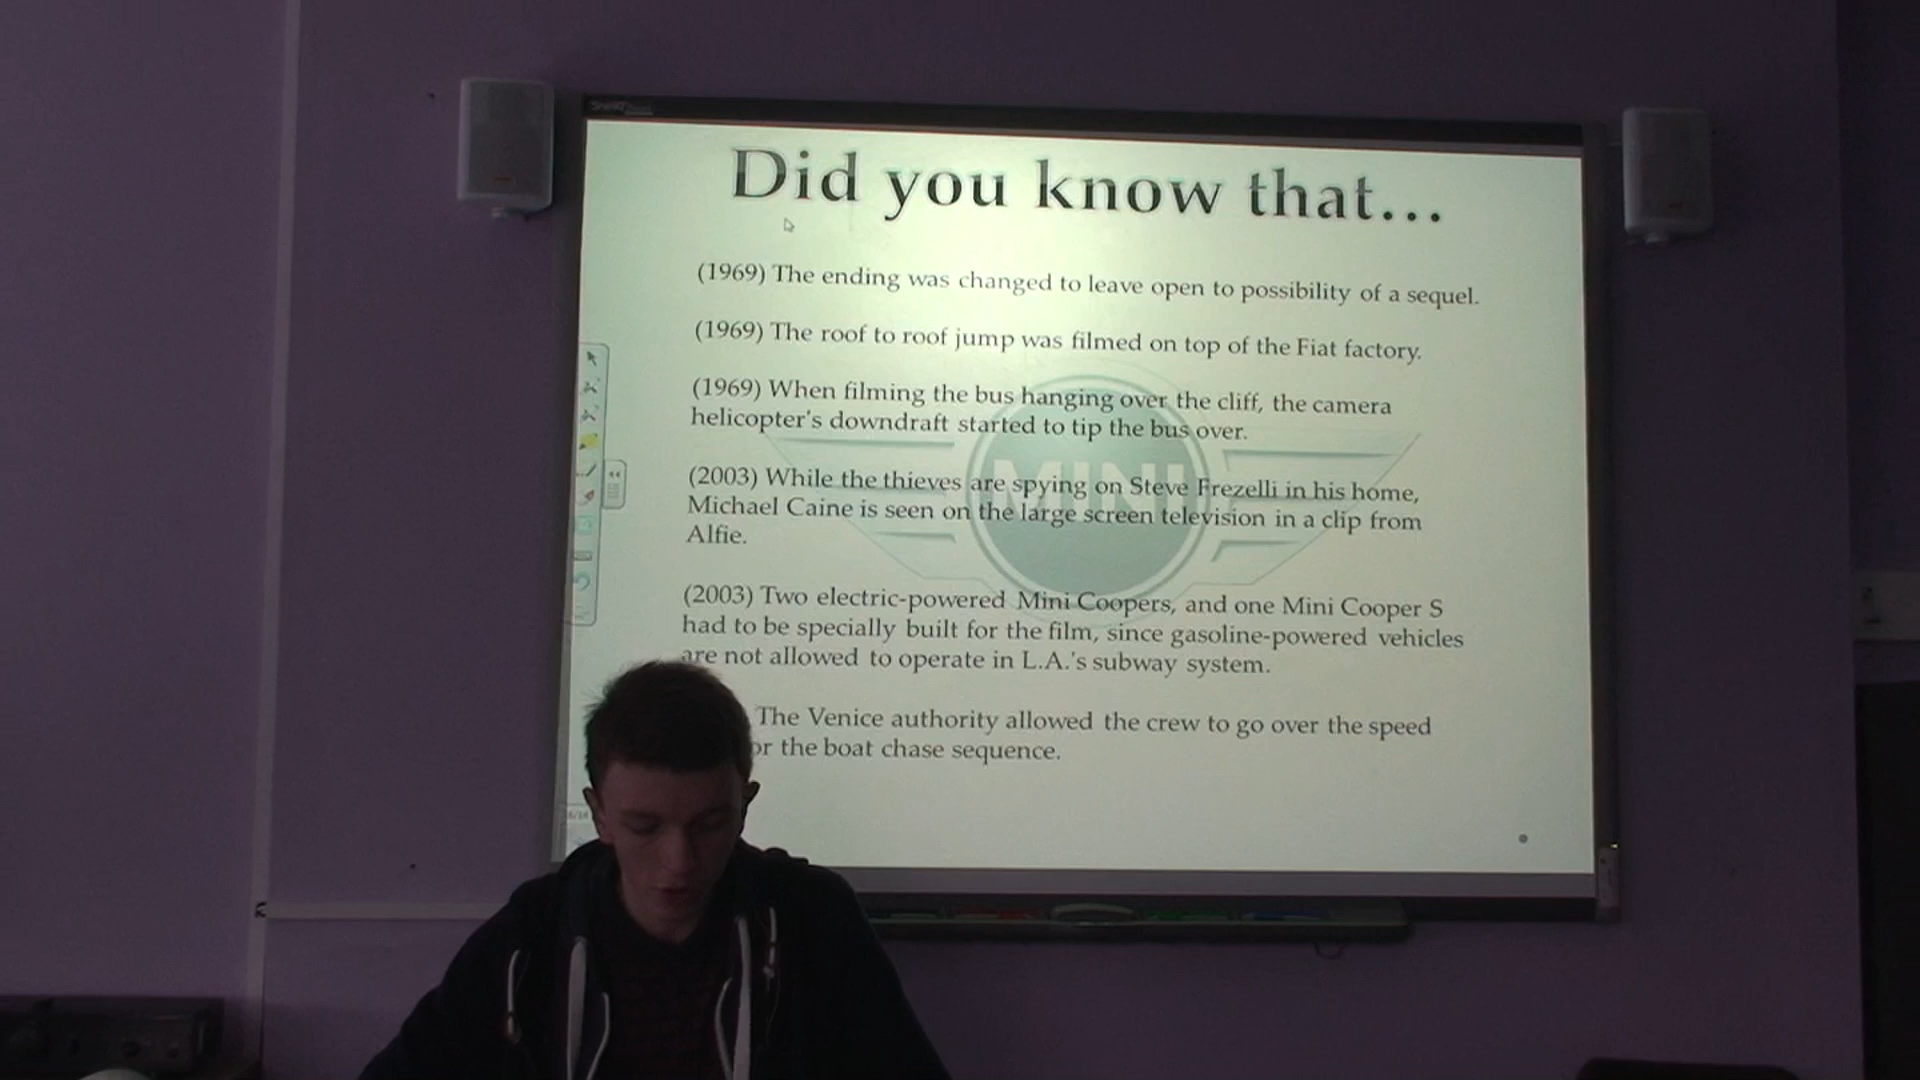 SMART
Did you know that...
(1969) The ending was changed to leave open to possibility of a sequel.
(1969) The roof to roof jump was filmed on top of the Fiat factory.
(1969) When filming the bus hanging over the cliff, the camera
helicopter's downdraft started to tip the bus over.
MINI
(2003) While the thieves are spying on Steve Frezelli in his home,
Michael Caine is seen on the large screen television in a clip from
Alfie.
(2003) Two electric-powered Mini Coopers, and one Mini Cooper S
had to be specially built for the film, since gasoline-powered vehicles
are not allowed to operate in L.A.'s subway system.
The Venice authority allowed the crew to go over the speed
or the boat chase sequence.